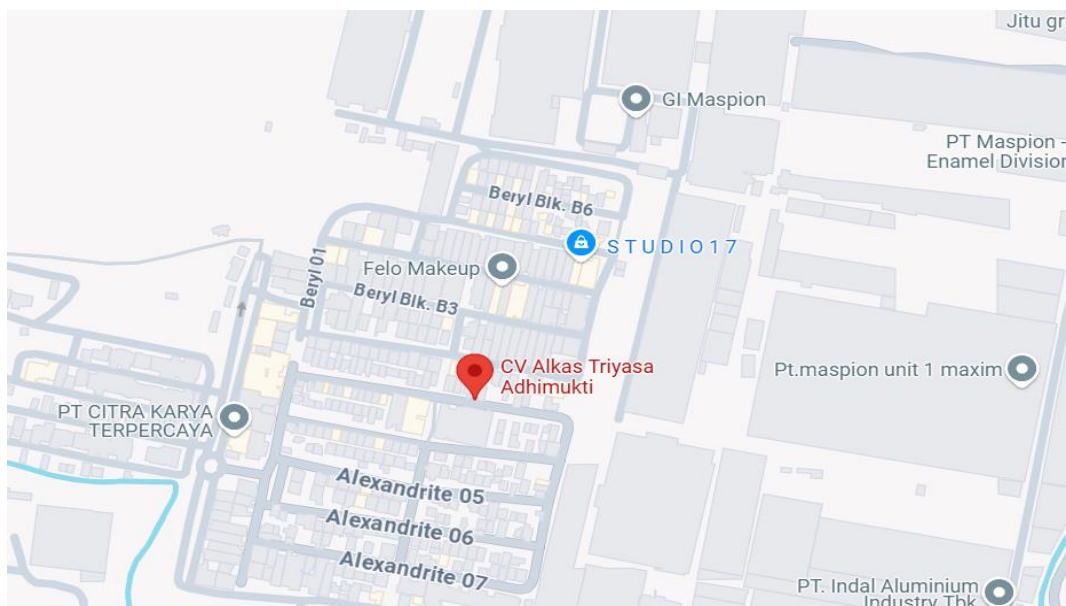 Jitu gr
GI Maspion
PT Maspion -
Enamel Division
Beryl Blk. B6
STUDIO17
Felo Makeup
Beryl 01
Beryl Blk. B3
CV Alkas Triyasa
Adhimukti
Pt.maspion unit 1 maxim
PT CITRA KARYA
TERPERCAYA
Alexandrite 05
Alexandrite 06
Alexandrite 07
PT. Indal Aluminium
Industry Tbk